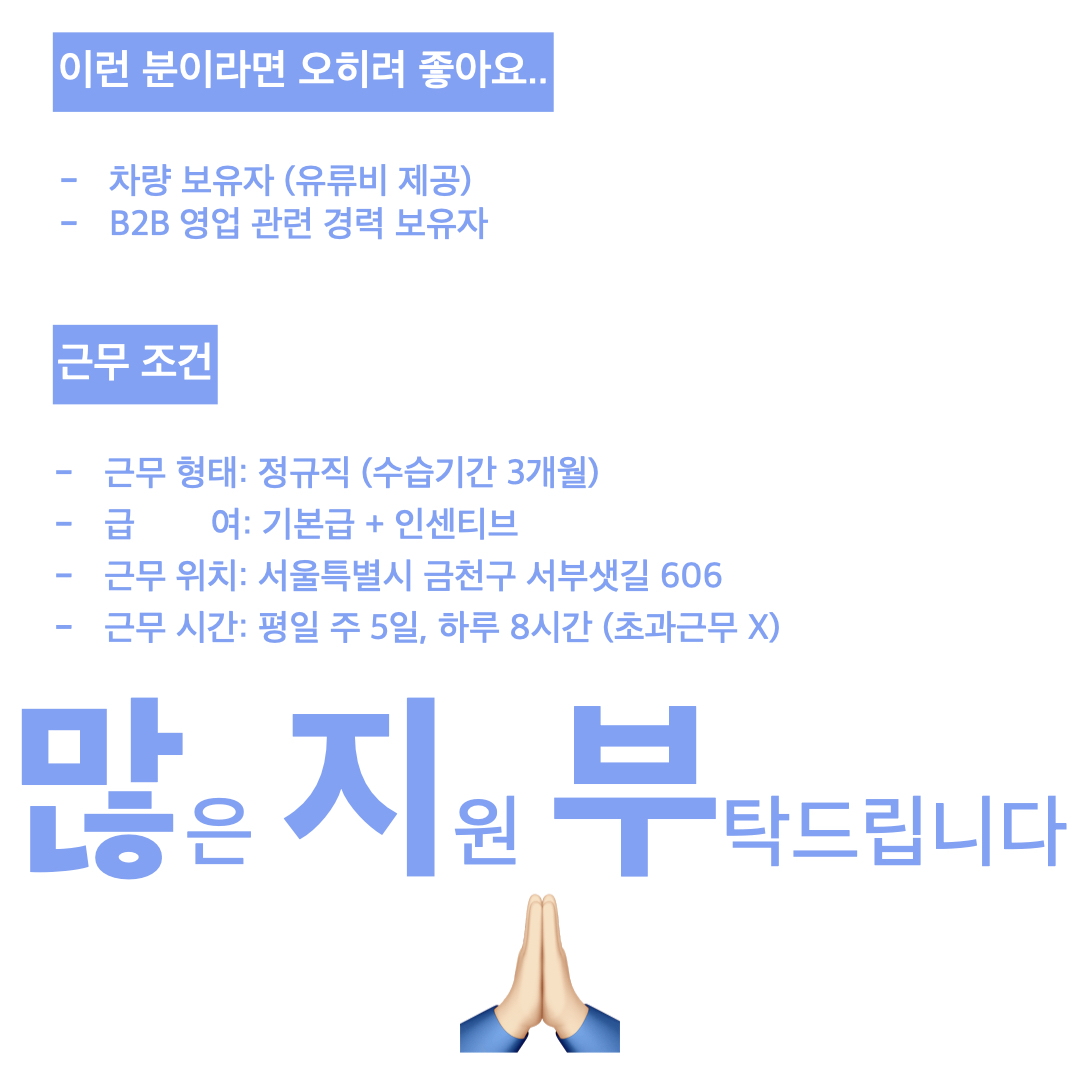 이런 분이라면 오히려 좋아요..
- 차량 보유자 (유류비 제공)
- B2B 영업 관련 경력 보유자
근무 조건
- 근무 형태: 정규직 (수습기간 3개월)
- 급 여: 기본급 + 인센티브
- 근무 위치: 서울특별시 금천구 서부샛길 606
- 근무 시간: 평일 주 5일, 하루 8시간 (초과근무 X)
많은 지원 부탁드립니다